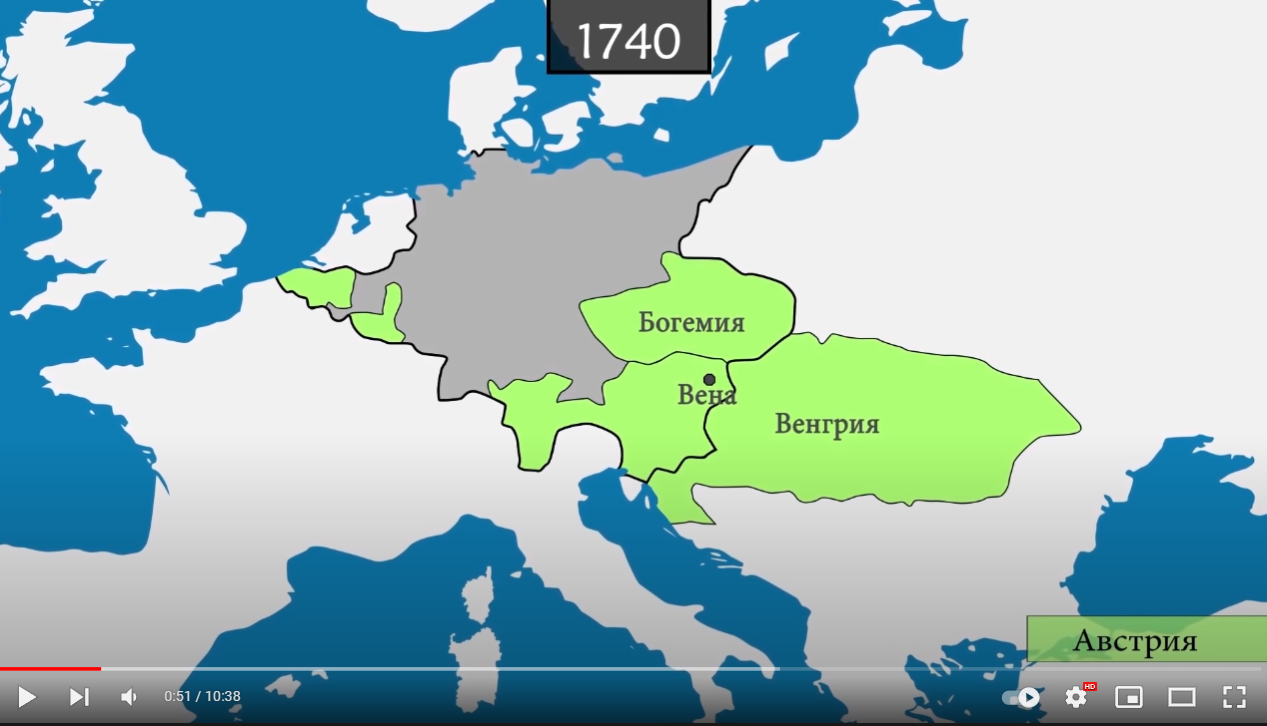 1740
Богемия
Вена
Венгрия
Австрия
0:51 / 10:38
HD